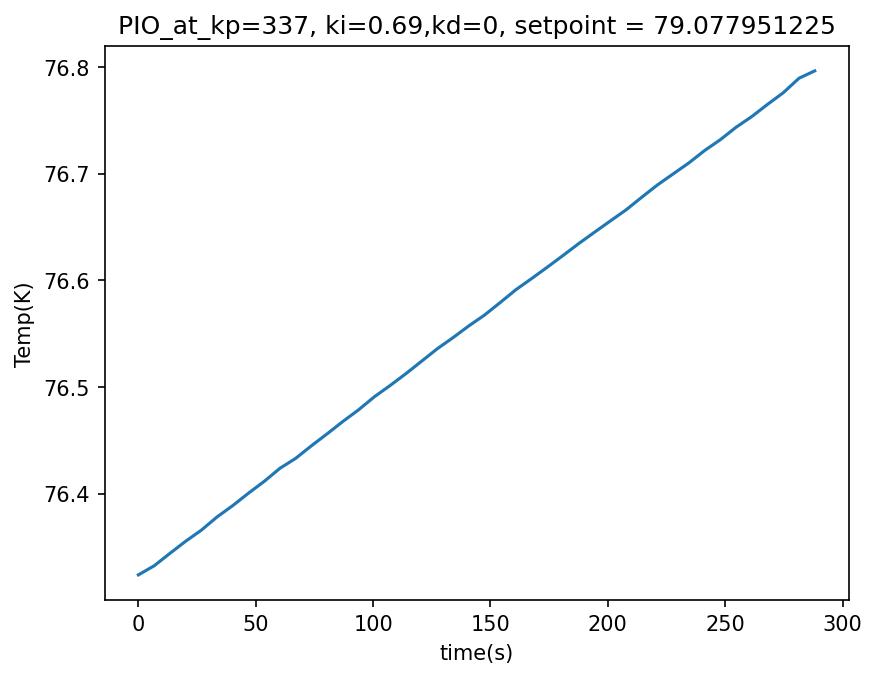 PIO_at_kp=337, ki=0.69,kd=0, setpoint = 79.077951225
76.8
76.7
76.6
76.5
76.4
Temp(K)
0 50 100 150 200 250 300
time(s)